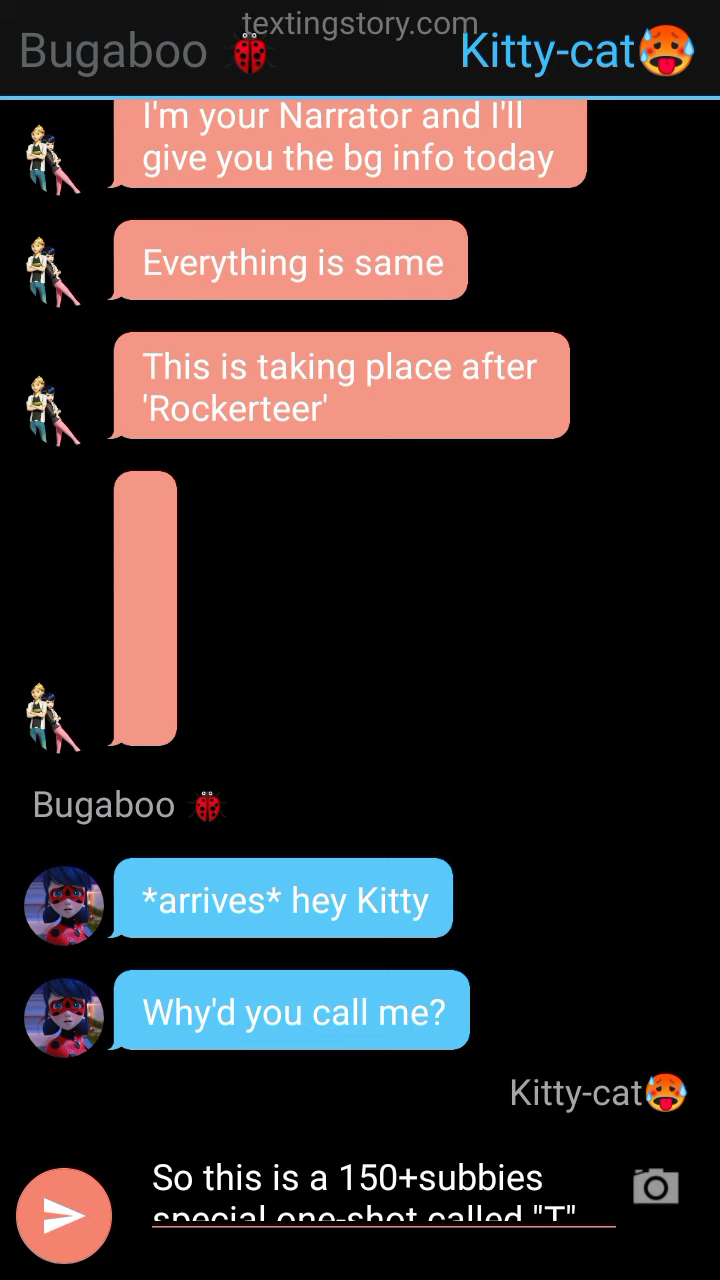 textingstory.com
Bugaboo 🐞 Kitty-cat🥵
I'm your Narrator and I'll
give you the bg info today
Everything is same
This is taking place after
'Rockerteer'
Bugaboo 🐞
*arrives* hey Kitty
Why'd you call me?
Kitty-cat🥵
So this is a 150+subbies
special one-shot called "T"